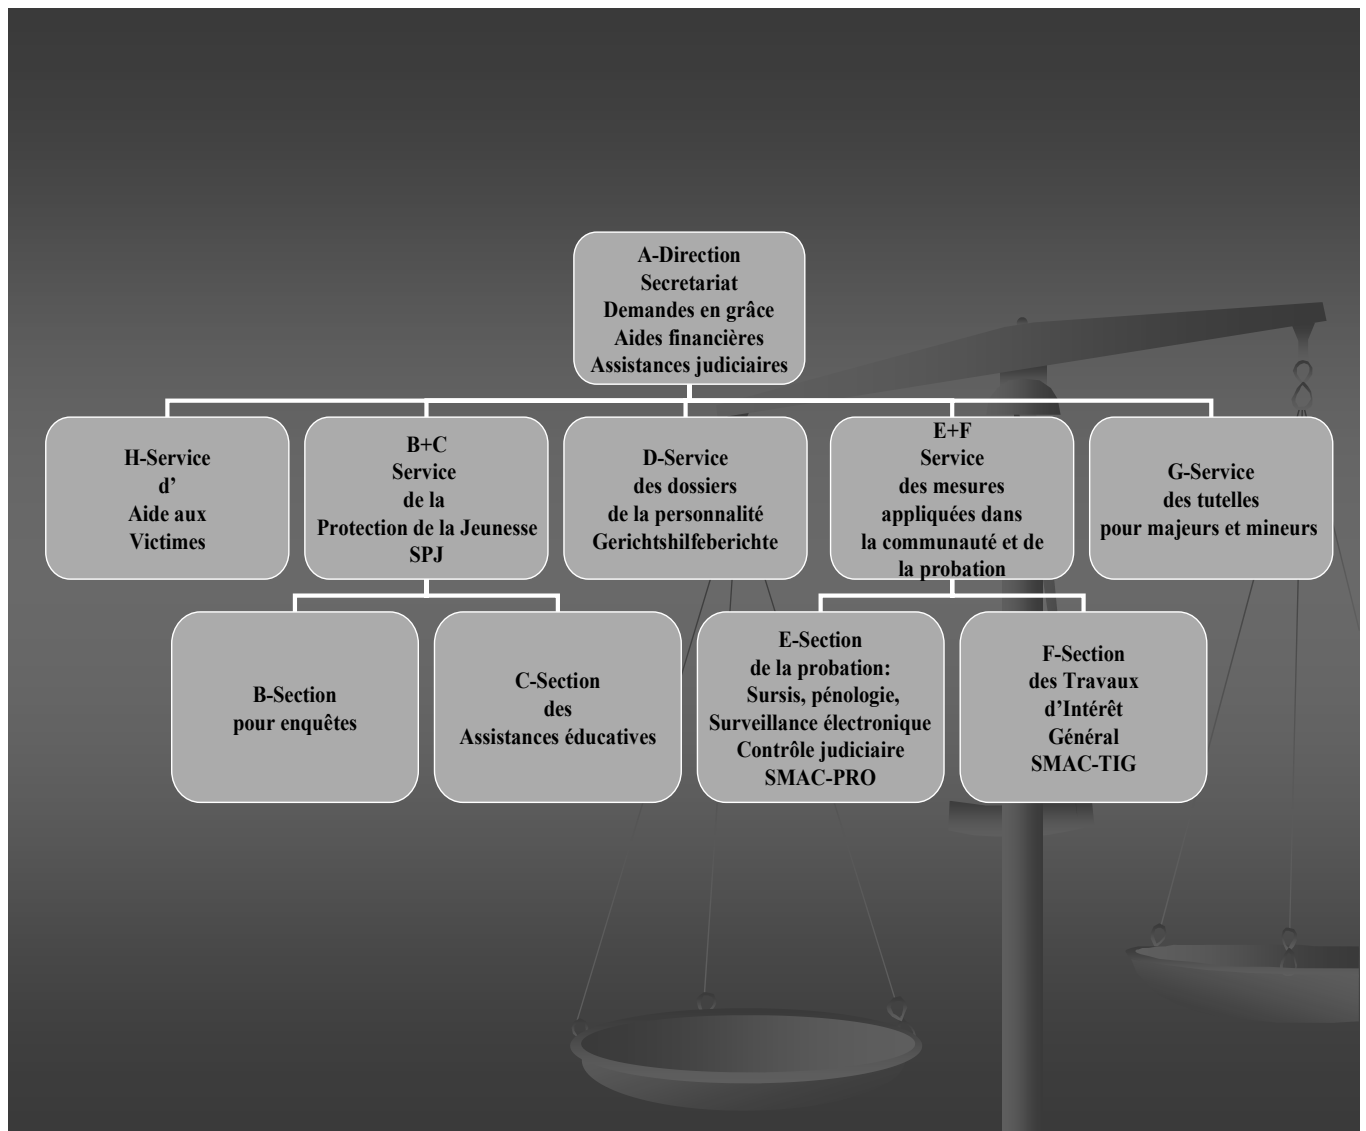 A-Direction
Secretariat
Demandes en grâce
Aides financières
Assistances judiciaires
H-Service
d’
Aide aux
Victimes
B+C
Service
de la
Protection de la Jeunesse
SPJ
D-Service
des dossiers
de la personnalité
Gerichtshilfeberichte
E+F
Service
des mesures
appliquées dans
la communauté et de
la probation
G-Service
des tutelles
pour majeurs et mineurs
B-Section
pour enquêtes
C-Section
des
Assistances éducatives
E-Section
de la probation:
Sursis, pénologie,
Surveillance électronique
Contrôle judiciaire
SMAC-PRO
F-Section
des Travaux
d’Intérêt
Général
SMAC-TIG